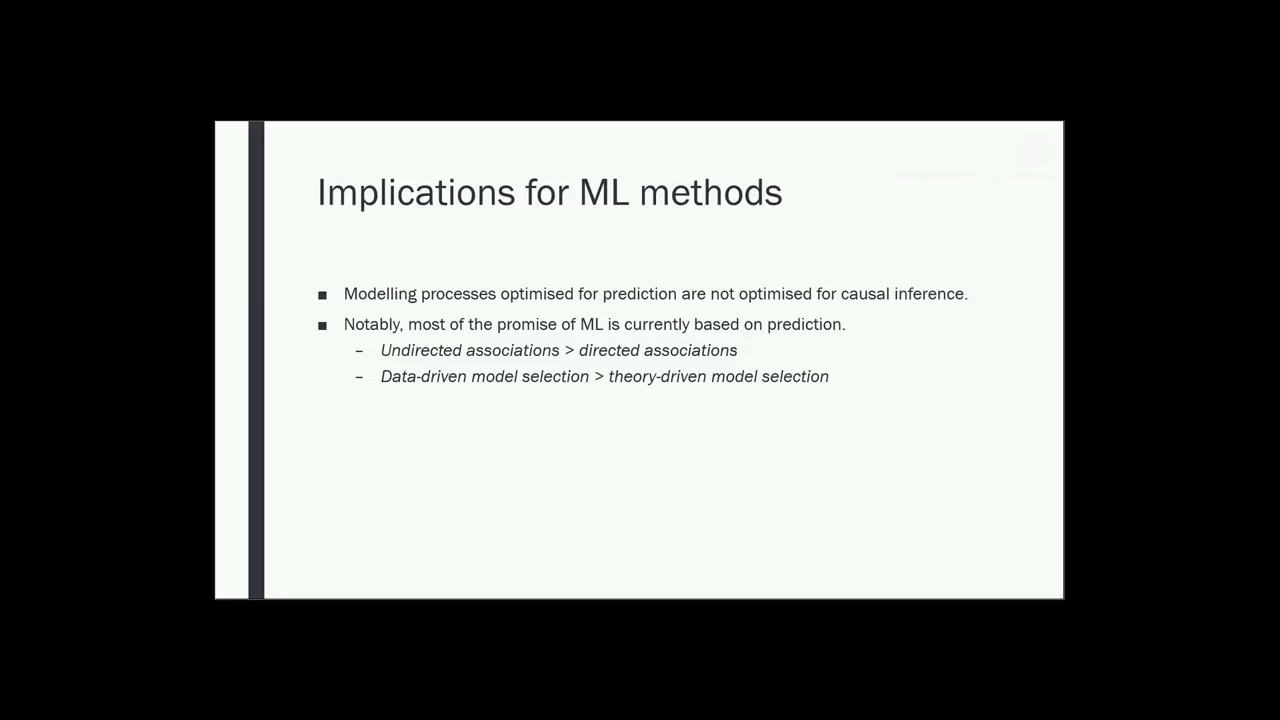 Implications for ML methods
■ Modelling processes optimised for prediction are not optimised for causal inference.
■ Notably, most of the promise of ML is currently based on prediction.
– Undirected associations > directed associations
– Data-driven model selection > theory-driven model selection